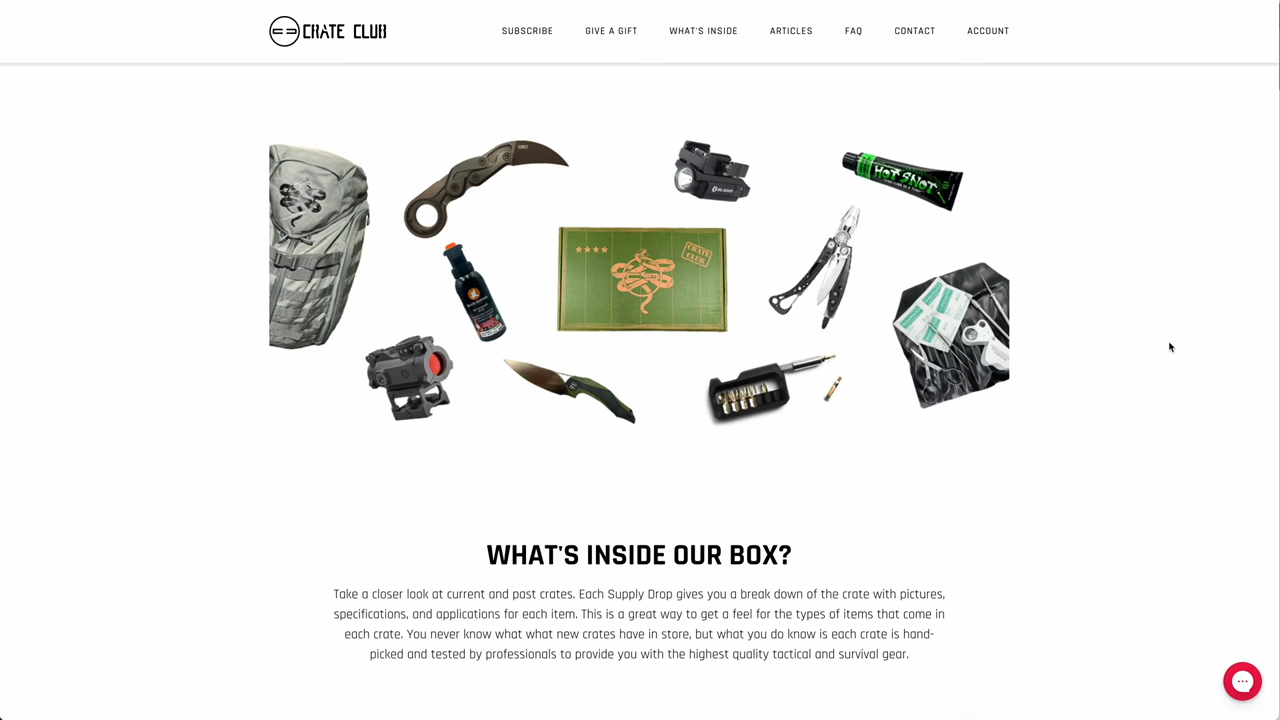 CRATE CLUB
SUBSCRIBE
GIVE A GIFT
WHAT'S INSIDE
ARTICLES
FAQ
CONTACT
ACCOUNT
CRKT
OLIGHT
HOT SNOT
CRATE
CLUB
WHAT'S INSIDE OUR BOX?
Take a closer look at current and past crates. Each Supply Drop gives you a break down of the crate with pictures,
specifications, and applications for each item. This is a great way to get a feel for the types of items that come in
each crate. You never know what what new crates have in store, but what you do know is each crate is hand-
picked and tested by professionals to provide you with the highest quality tactical and survival gear.